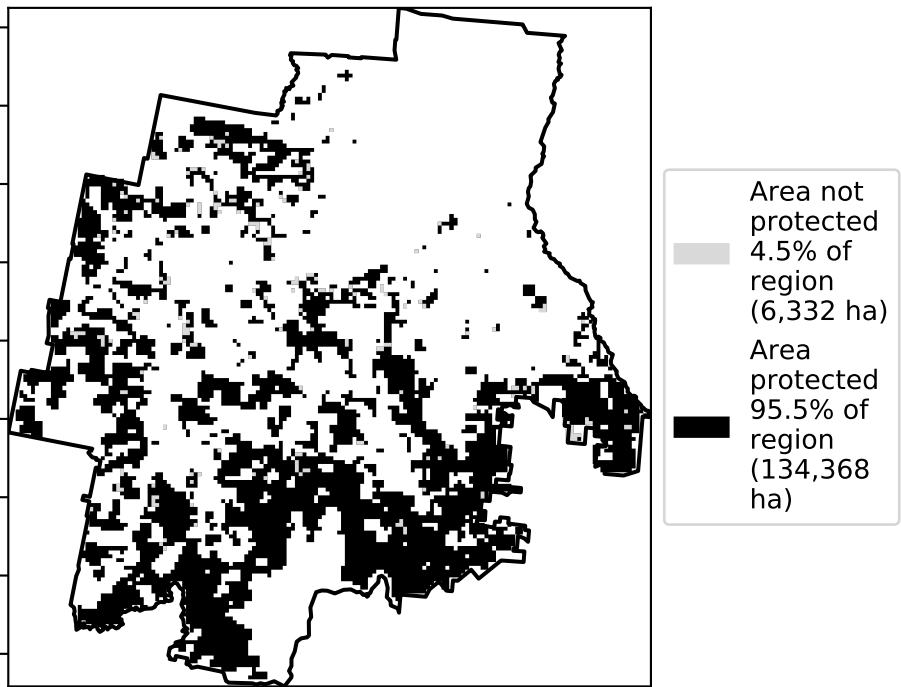 Area not
protected
4.5% of
region
(6,332 ha)
Area
protected
95.5% of
region
(134,368
ha)